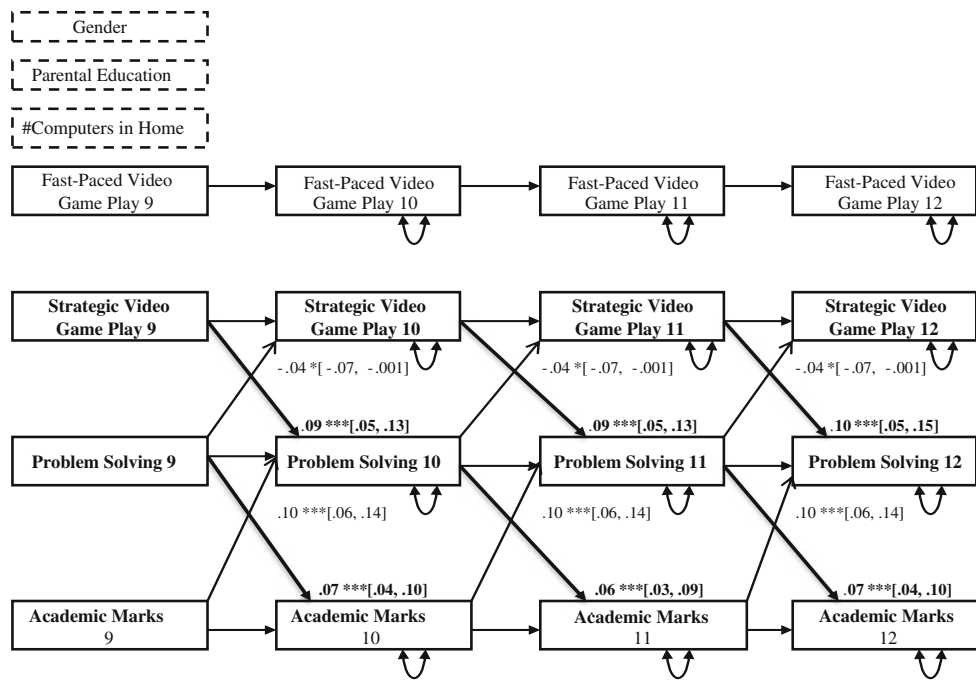 Gender
Parental Education
#Computers in Home
Fast-Paced Video
Game Play 9
Fast-Paced Video
Game Play 10
Fast-Paced Video
Game Play 11
Fast-Paced Video
Game Play 12
Strategic Video
Game Play 9
Strategic Video
Game Play 10
Strategic Video
Game Play 11
Strategic Video
Game Play 12
-.04 *[ -.07, -.001]
-.04 *[ -.07, -.001]
-.04 *[ -.07, -.001]
.09 ***[.05, .13]
.09 ***[.05, .13]
.10 ***[.05, .15]
Problem Solving 9
Problem Solving 10
Problem Solving 11
Problem Solving 12
.10 ***[.06, .14]
.10 ***[.06, .14]
.10 ***[.06, .14]
.07 ***[.04, .10]
.06 ***[.03, .09]
.07 ***[.04, .10]
Academic Marks
9
Academic Marks
10
Academic Marks
11
Academic Marks
12